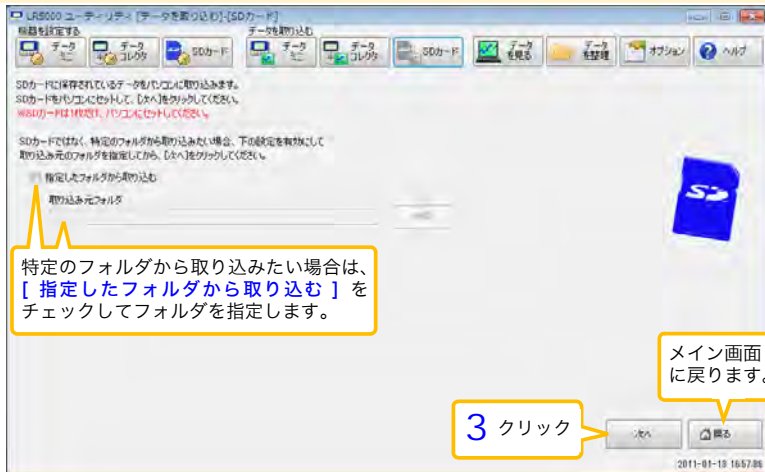 LR5000 ユーティリティ [データを取り込む]-[SDカード]
機器を設定する
データを取り込む
データ
ミニ
データ
コレクタ
SDカード
データ
ミニ
データ
コレクタ
SDカード
データ
を見る
データ
を整理
オプション
ヘルプ
SDカードに保存されているデータをパソコンに取り込みます。
SDカードをパソコンにセットして、[次へ]をクリックしてください。
※SDカードは1枚だけ、パソコンにセットしてください。
SDカードではなく、特定のフォルダから取り込みたい場合、下の設定を有効にして
取り込み元のフォルダを指定してから、[次へ]をクリックしてください。
指定したフォルダから取り込む
取り込み元フォルダ
SD
特定のフォルダから取り込みたい場合は、
[ 指定したフォルダから取り込む ] を
チェックしてフォルダを指定します。
メイン画面
に戻ります。
3 クリック
次へ
戻る
2011-01-13 16:57:06